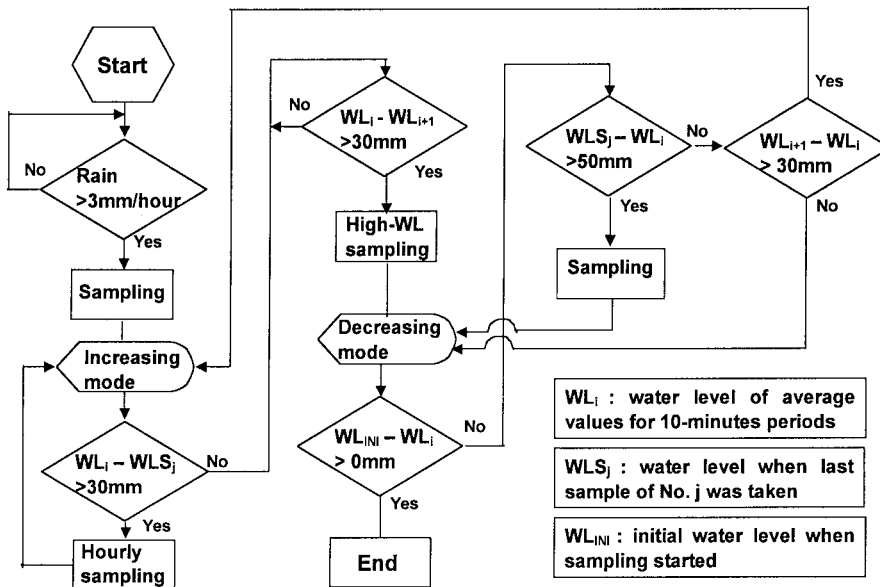 Start
No
Rain
>3mm/hour
Yes
Sampling
Increasing
mode
WLi – WLSj
>30mm
No
Yes
Hourly
sampling
No
WLi - WLi+1
>30mm
Yes
High-WL
sampling
Decreasing
mode
WLINI – WLi
> 0mm
No
Yes
End
WLSj – WLi
>50mm
No
Yes
Sampling
Yes
WLi+1 – WLi
> 30mm
No
WLi : water level of average
values for 10-minutes periods
WLSj : water level when last
sample of No. j was taken
WLINI : initial water level when
sampling started